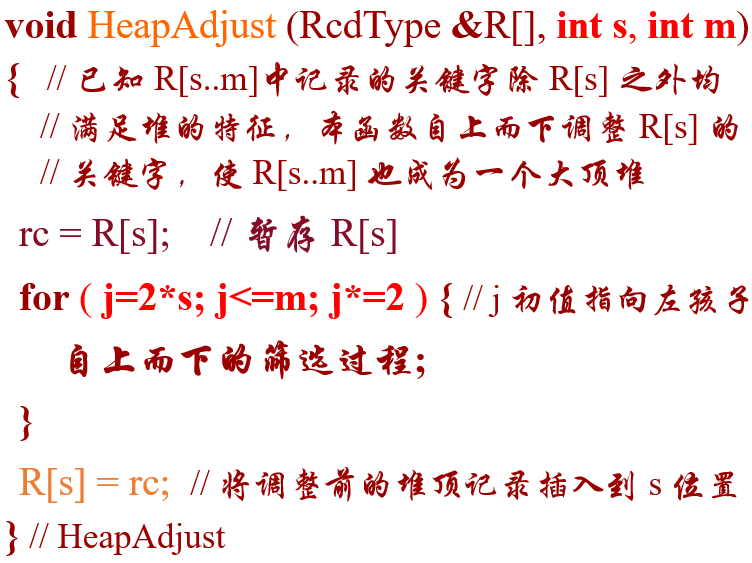 void HeapAdjust (RcdType &R[], int s, int m)
{ // 已知 R[s..m]中记录的关键字除 R[s] 之外均
// 满足堆的特征，本函数自上而下调整 R[s] 的
// 关键字，使 R[s..m] 也成为一个大顶堆
rc = R[s]; // 暂存 R[s]
for ( j=2*s; j<=m; j*=2 ) { // j 初值指向左孩子
自上而下的筛选过程;
}
R[s] = rc; // 将调整前的堆顶记录插入到 s 位置
} // HeapAdjust